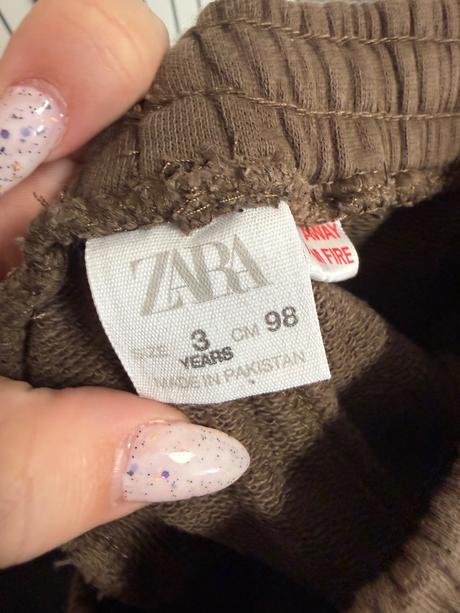 ZARA
SIZE 3 YEARS CM 98
MADE IN PAKISTAN
AWAY
FIRE